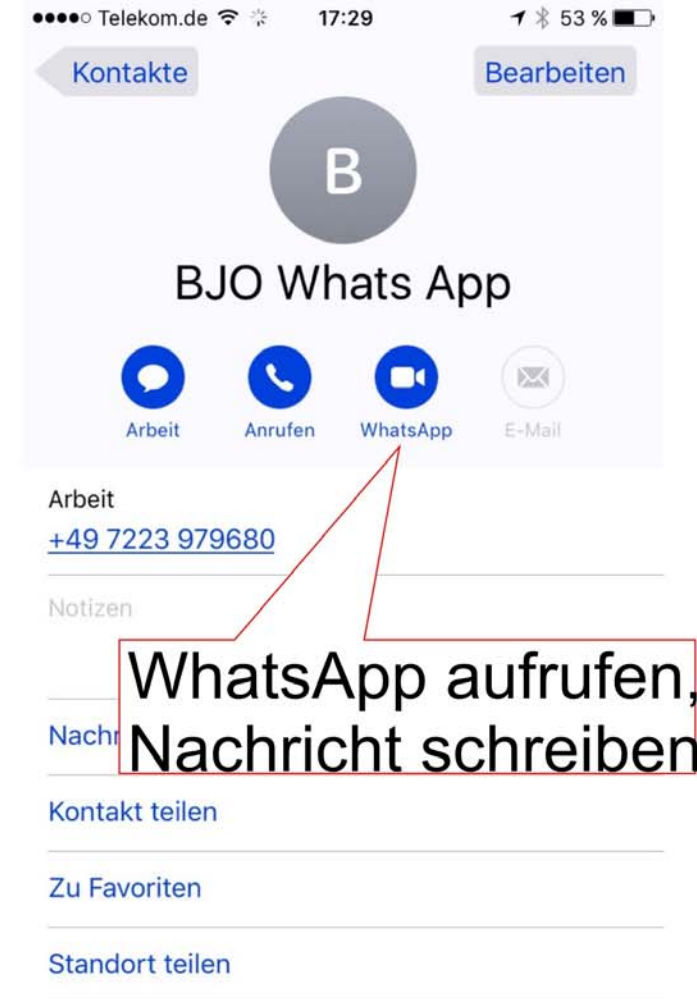 Telekom.de 17:29 53 %
Kontakte Bearbeiten
B
BJO Whats App
Arbeit Anrufen WhatsApp E-Mail
Arbeit
+49 7223 979680
Notizen
WhatsApp aufrufen,
Nachricht schreiben
Nachr
Kontakt teilen
Zu Favoriten
Standort teilen